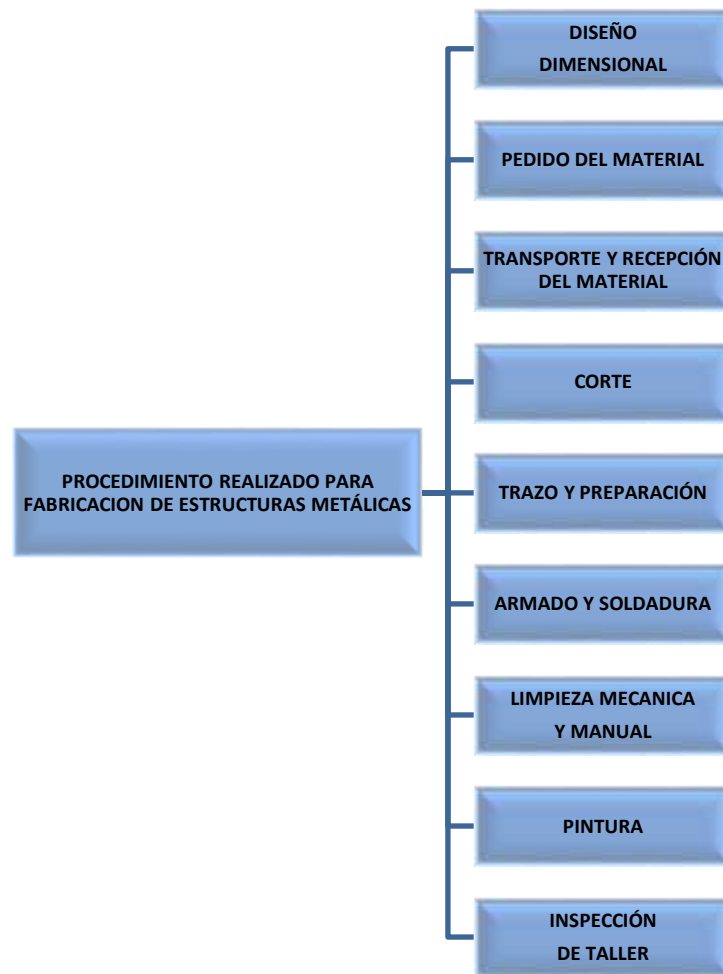 DISEÑO
DIMENSIONAL
PEDIDO DEL MATERIAL
TRANSPORTE Y RECEPCIÓN
DEL MATERIAL
CORTE
PROCEDIMIENTO REALIZADO PARA
FABRICACION DE ESTRUCTURAS METÁLICAS
TRAZO Y PREPARACIÓN
ARMADO Y SOLDADURA
LIMPIEZA MECANICA
Y MANUAL
PINTURA
INSPECCIÓN
DE TALLER